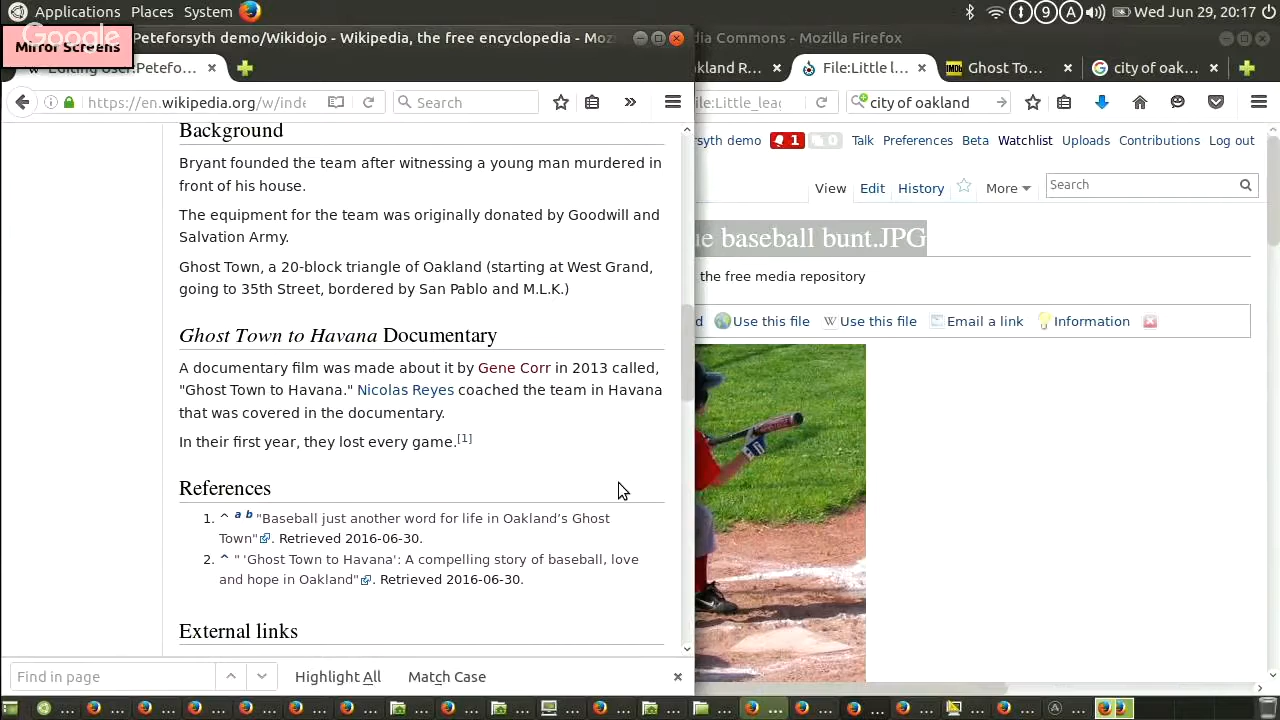 Applications Places System
9 A Wed Jun 29, 20:17
Google
Mirror Screens
Peteforsyth demo/Wikidojo - Wikipedia, the free encyclopedia - Moz
ia Commons - Mozilla Firefox
Editing User:Petefo...
akland R...
File:Little l...
IMDb Ghost To...
G city of oak...
https://en.wikipedia.org/w/inde
Search
ile:Little_leag
city of oakland
rsyth demo 1 0 Talk Preferences Beta Watchlist Uploads Contributions Log out
View Edit History More Search
Background
Bryant founded the team after witnessing a young man murdered in
front of his house.
The equipment for the team was originally donated by Goodwill and
Salvation Army.
Ghost Town, a 20-block triangle of Oakland (starting at West Grand,
going to 35th Street, bordered by San Pablo and M.L.K.)
Ghost Town to Havana Documentary
A documentary film was made about it by Gene Corr in 2013 called,
"Ghost Town to Havana." Nicolas Reyes coached the team in Havana
that was covered in the documentary.
In their first year, they lost every game.[1]
References
1. ^ a b "Baseball just another word for life in Oakland’s Ghost
Town". Retrieved 2016-06-30.
2. ^ " 'Ghost Town to Havana': A compelling story of baseball, love
and hope in Oakland". Retrieved 2016-06-30.
External links
ue baseball bunt.JPG
the free media repository
d Use this file W Use this file Email a link Information
Find in page Highlight All Match Case